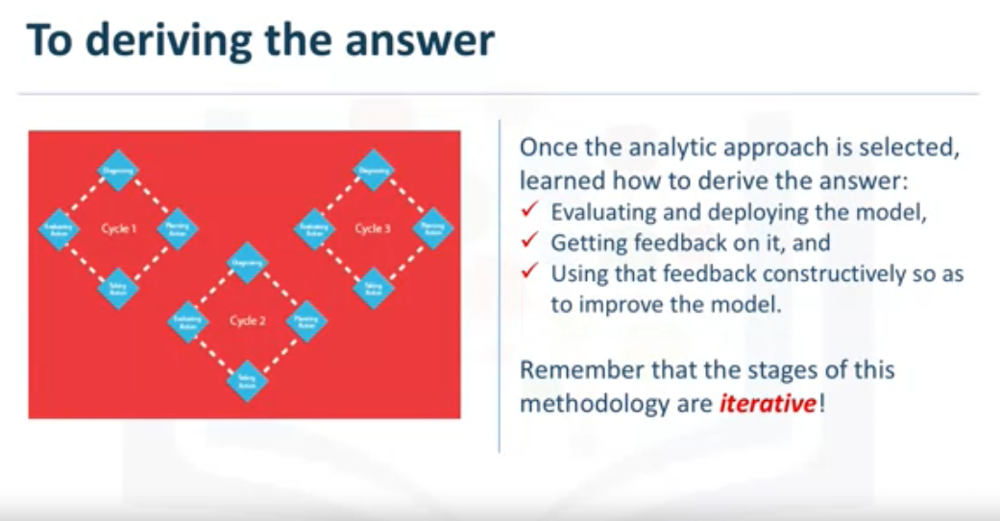 To deriving the answer
Diagnosing
Evaluating
Action
Cycle 1
Planning
Action
Taking
Action
Diagnosing
Evaluating
Action
Cycle 3
Planning
Action
Taking
Action
Diagnosing
Evaluating
Action
Cycle 2
Planning
Action
Taking
Action
Once the analytic approach is selected,
learned how to derive the answer:
✓ Evaluating and deploying the model,
✓ Getting feedback on it, and
✓ Using that feedback constructively so as
to improve the model.
Remember that the stages of this
methodology are iterative!